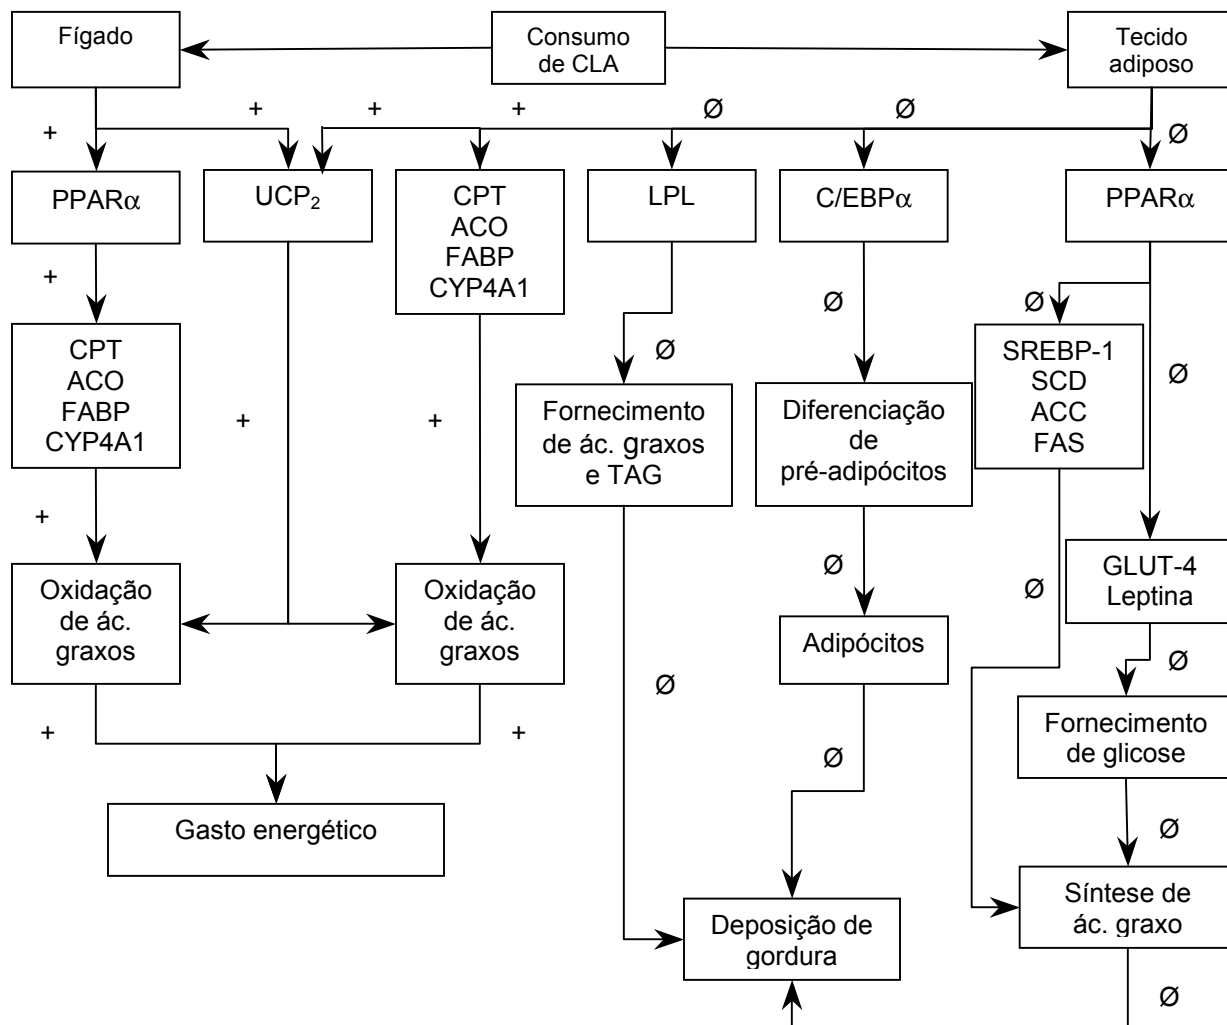 Fígado
Consumo
de CLA
Tecido
adiposo
+
+
+
Ø
Ø
+
Ø
PPARα
UCP₂
CPT
ACO
FABP
CYP4A1
LPL
C/EBPα
PPARα
+
Ø
Ø
CPT
ACO
FABP
CYP4A1
Ø
SREBP-1
SCD
ACC
FAS
Ø
+
+
Fornecimento
de ác. graxos
e TAG
Diferenciação
de
pré-adipócitos
+
Ø
GLUT-4
Leptina
Oxidação
de ác.
graxos
Oxidação
de ác.
graxos
Ø
Adipócitos
Ø
Ø
+
+
Fornecimento
de glicose
Ø
Gasto energético
Ø
Síntese de
ác. graxo
Deposição de
gordura
Ø